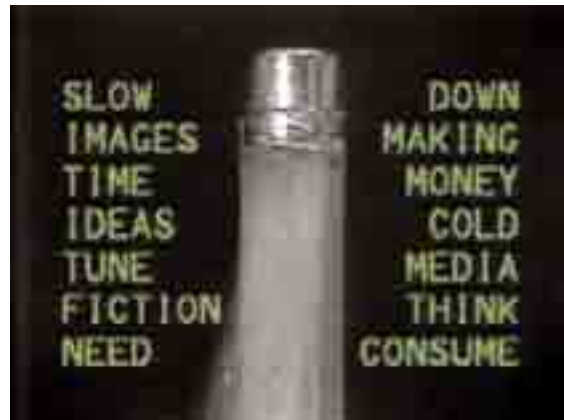 SLOW DOWN
IMAGES MAKING
TIME MONEY
IDEAS COLD
TUNE MEDIA
FICTION THINK
NEED CONSUME